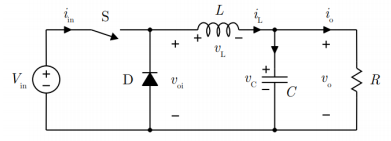 i_in S L i_L i_o
+ v_L −
+ + +
V_in + − D v_oi v_C C v_o R
− − −